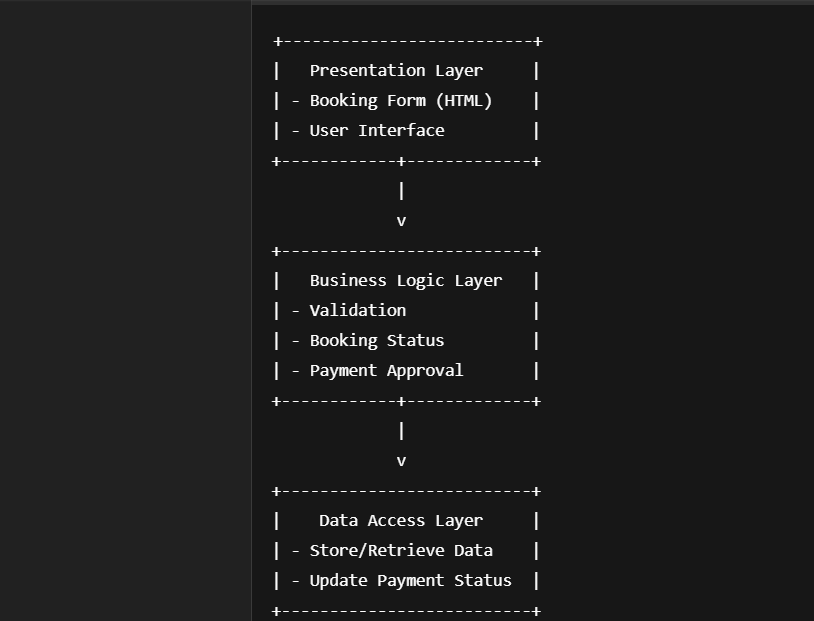 +--------------------------+
|   Presentation Layer     |
| - Booking Form (HTML)    |
| - User Interface         |
+------------+-------------+
             |
             v
+--------------------------+
|   Business Logic Layer   |
| - Validation             |
| - Booking Status         |
| - Payment Approval       |
+------------+-------------+
             |
             v
+--------------------------+
|    Data Access Layer     |
| - Store/Retrieve Data    |
| - Update Payment Status  |
+--------------------------+